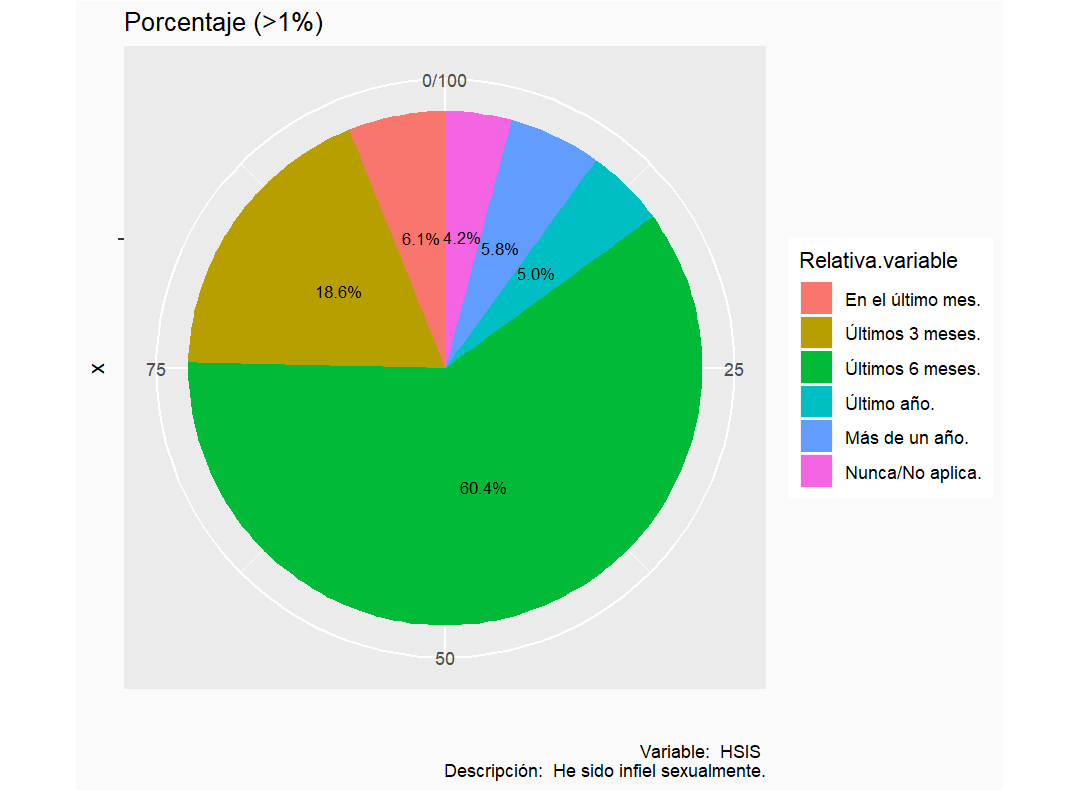 Porcentaje (>1%)
0/100
6.1%
4.2%
5.8%
5.0%
18.6%
75
25
60.4%
50
x
Relativa.variable
En el último mes.
Últimos 3 meses.
Últimos 6 meses.
Último año.
Más de un año.
Nunca/No aplica.
Variable:  HSIS
Descripción:  He sido infiel sexualmente.